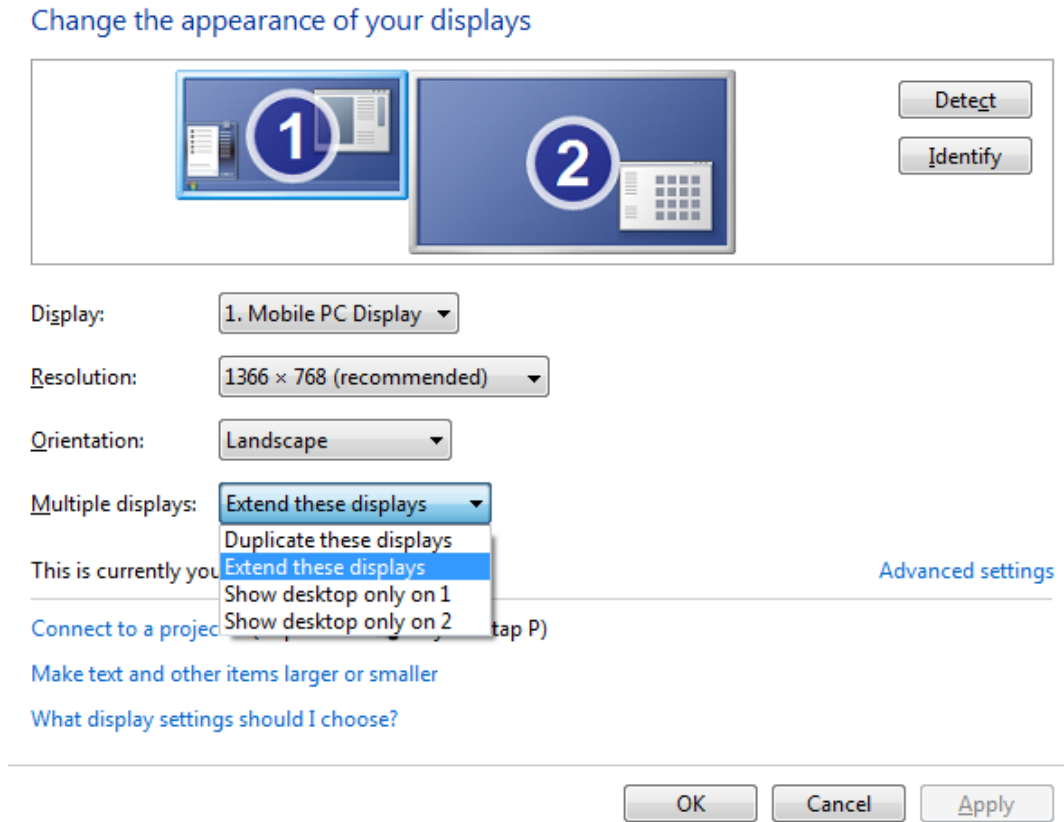 Change the appearance of your displays
1
2
Detect
Identify
Display: 1. Mobile PC Display
Resolution: 1366 × 768 (recommended)
Orientation: Landscape
Multiple displays: Extend these displays
Duplicate these displays
This is currently you Extend these displays Advanced settings
Show desktop only on 1
Show desktop only on 2
Connect to a projec tap P)
Make text and other items larger or smaller
What display settings should I choose?
OK Cancel Apply